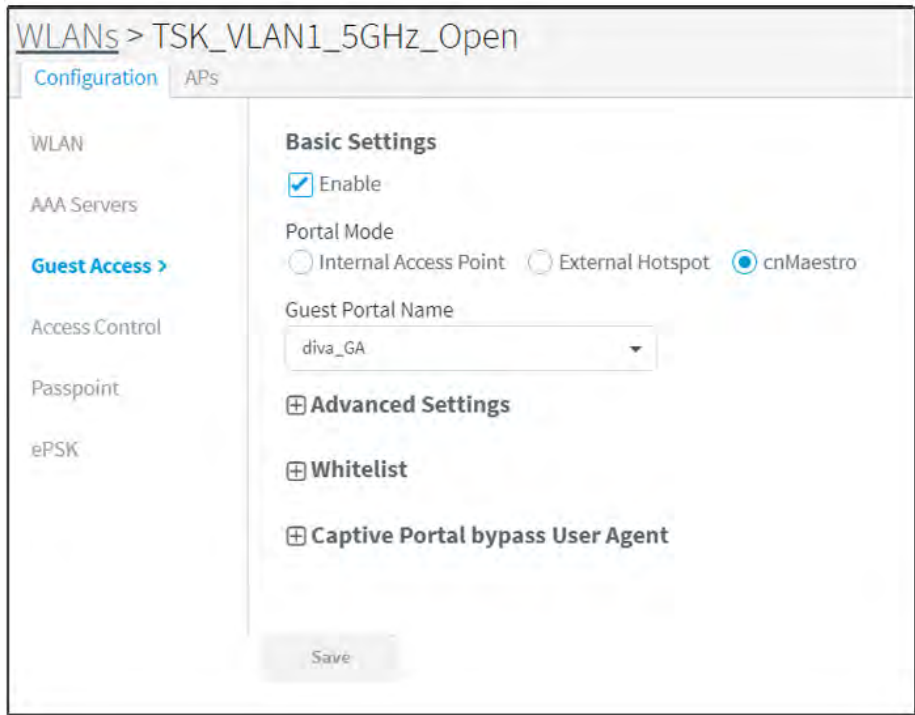 WLANs > TSK_VLAN1_5GHz_Open
Configuration APs
WLAN
AAA Servers
Guest Access >
Access Control
Passpoint
ePSK
Basic Settings
Enable
Portal Mode
Internal Access Point External Hotspot cnMaestro
Guest Portal Name
diva_GA
Advanced Settings
Whitelist
Captive Portal bypass User Agent
Save